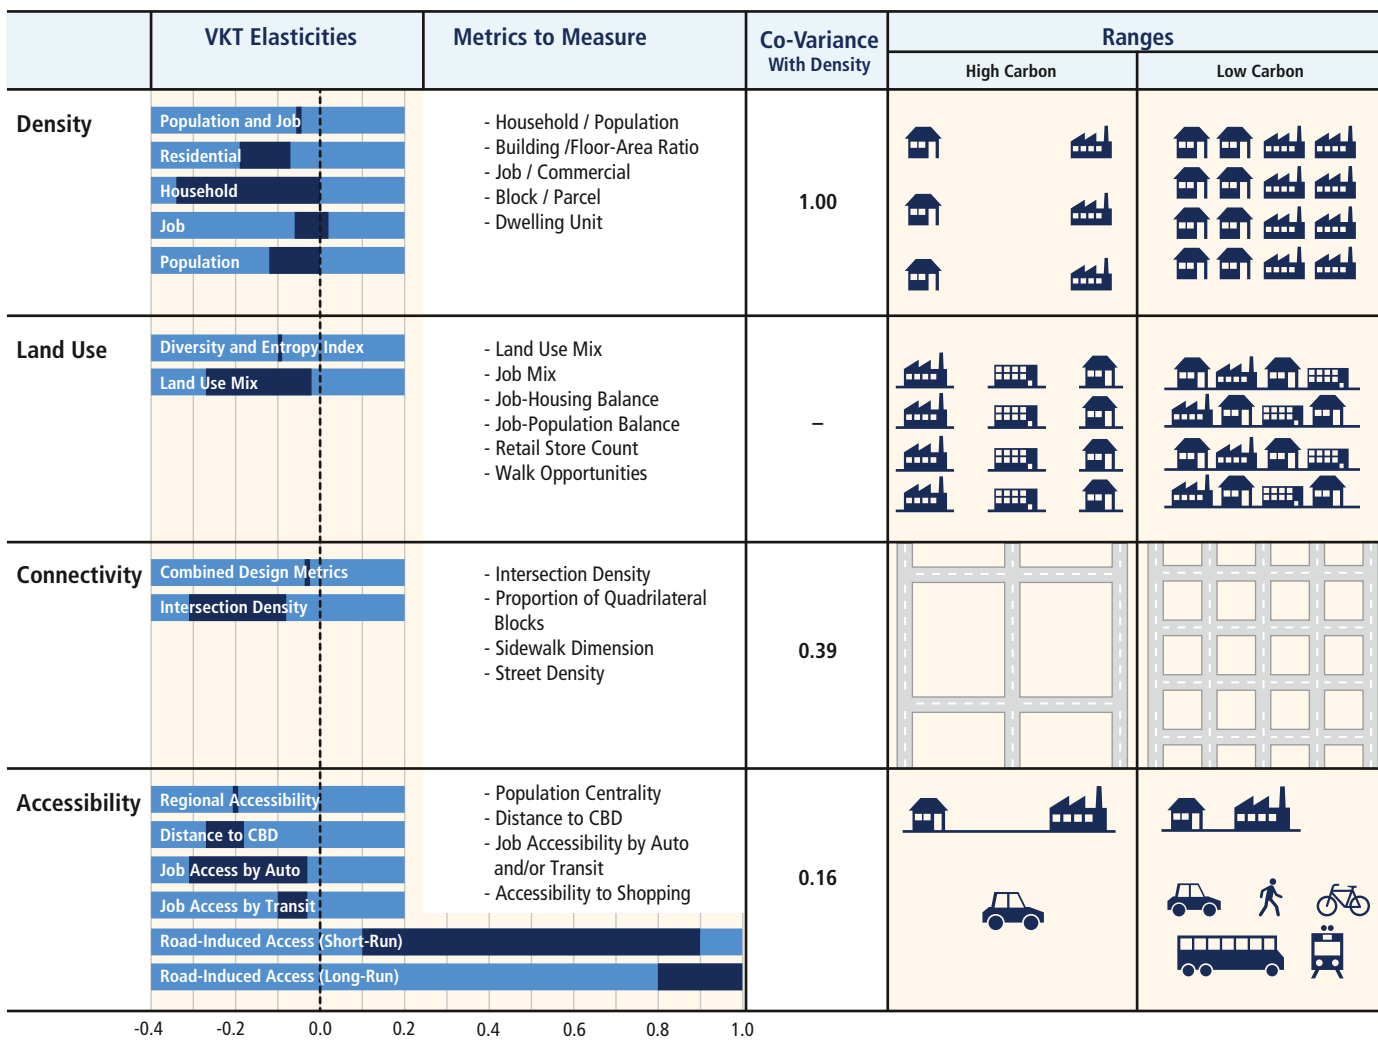 VKT Elasticities
Metrics to Measure
Co-Variance
With Density
Ranges
High Carbon
Low Carbon
Density
Population and Job
Residential
Household
Job
Population
- Household / Population
- Building /Floor-Area Ratio
- Job / Commercial
- Block / Parcel
- Dwelling Unit
1.00
Land Use
Diversity and Entropy Index
Land Use Mix
- Land Use Mix
- Job Mix
- Job-Housing Balance
- Job-Population Balance
- Retail Store Count
- Walk Opportunities
–
Connectivity
Combined Design Metrics
Intersection Density
- Intersection Density
- Proportion of Quadrilateral
Blocks
- Sidewalk Dimension
- Street Density
0.39
Accessibility
Regional Accessibility
Distance to CBD
Job Access by Auto
Job Access by Transit
Road-Induced Access (Short-Run)
Road-Induced Access (Long-Run)
- Population Centrality
- Distance to CBD
- Job Accessibility by Auto
and/or Transit
- Accessibility to Shopping
0.16
-0.4 -0.2 0.0 0.2 0.4 0.6 0.8 1.0